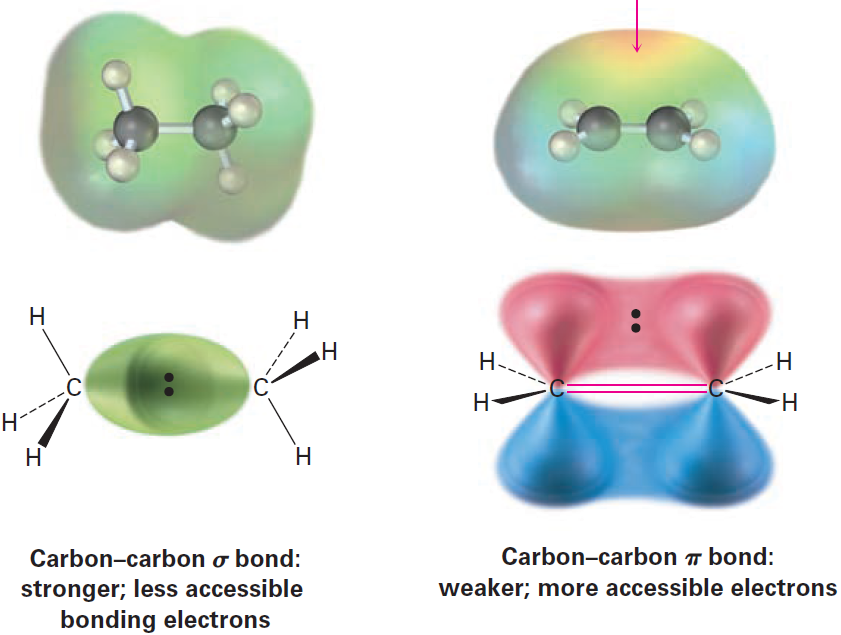 H
H
H
C
C
H
H
H
H
H
C
C
H
H
Carbon–carbon σ bond:
stronger; less accessible
bonding electrons
Carbon–carbon π bond:
weaker; more accessible electrons